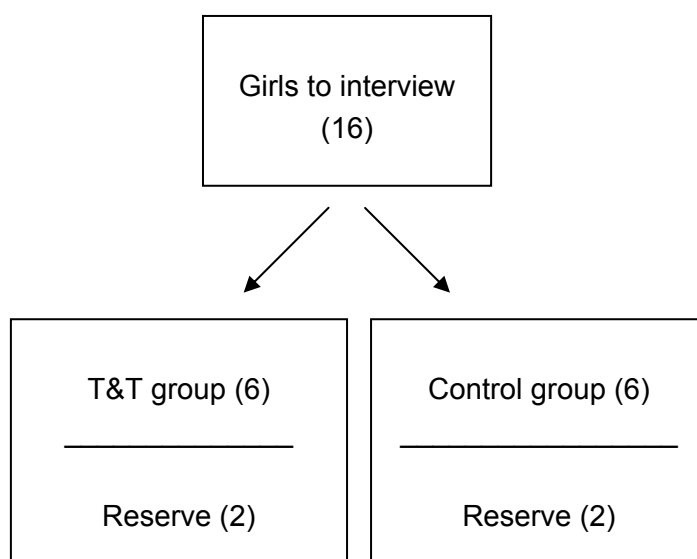 Girls to interview
(16)
T&T group (6)
Reserve (2)
Control group (6)
Reserve (2)